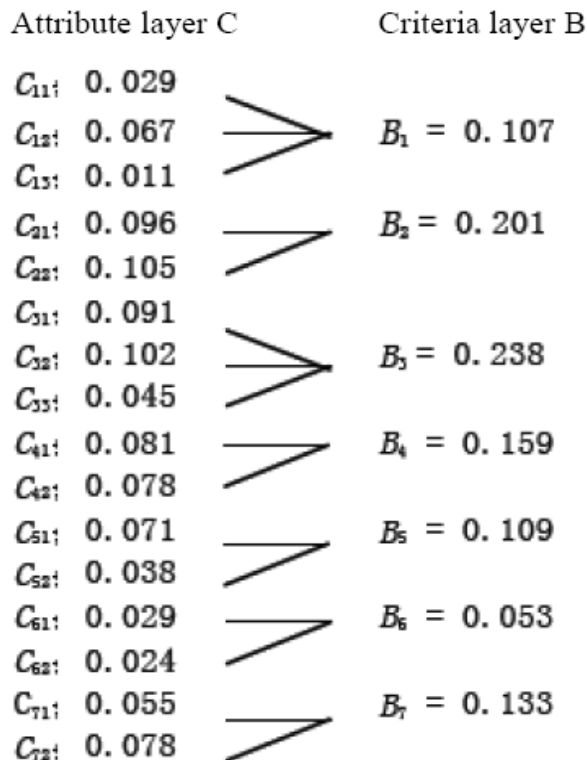 Attribute layer C Criteria layer B
C₁₁; 0.029
C₁₂; 0.067 B₁ = 0.107
C₁₃; 0.011
C₂₁; 0.096 B₂ = 0.201
C₂₂; 0.105
C₃₁; 0.091
C₃₂; 0.102 B₃ = 0.238
C₃₃; 0.045
C₄₁; 0.081 B₄ = 0.159
C₄₂; 0.078
C₅₁; 0.071 B₅ = 0.109
C₅₂; 0.038
C₆₁; 0.029 B₆ = 0.053
C₆₂; 0.024
C₇₁; 0.055 B₇ = 0.133
C₇₂; 0.078